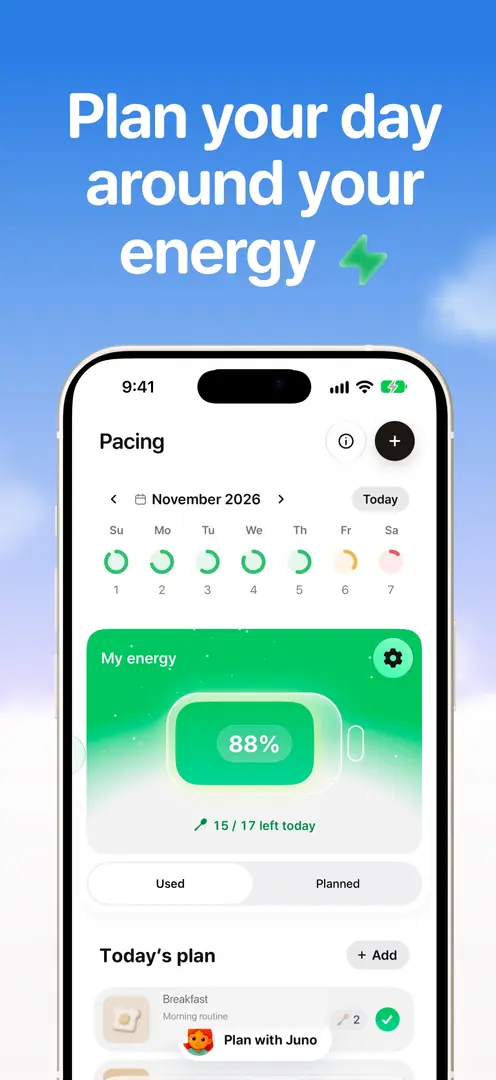 Plan your day
around your
energy
9:41
Pacing
November 2026
Today
Su Mo Tu We Th Fr Sa
1 2 3 4 5 6 7
My energy
88%
15 / 17 left today
Used
Planned
Today's plan
+ Add
Breakfast
Morning routine
2
Plan with Juno